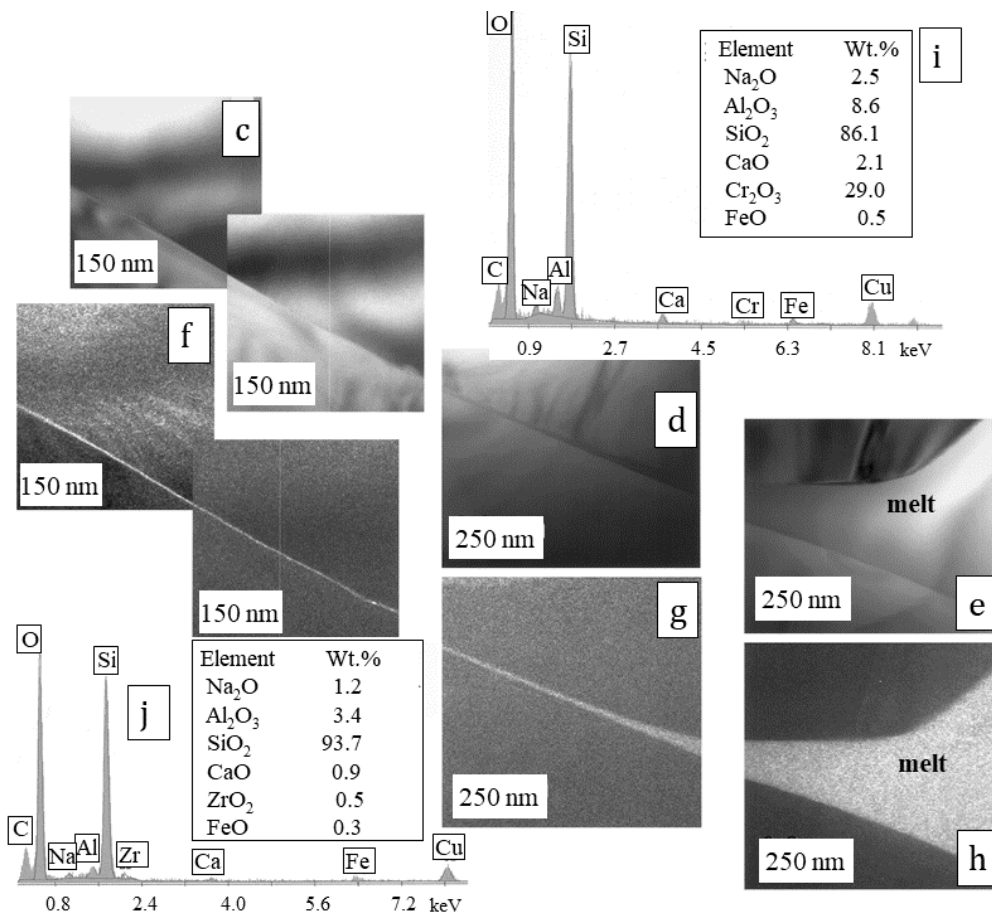 c
150 nm
150 nm
f
150 nm
150 nm
O
Si
Element Wt.%
Na₂O 2.5
Al₂O₃ 8.6
SiO₂ 86.1
CaO 2.1
Cr₂O₃ 29.0
FeO 0.5
i
C
Na
Al
Ca
Cr
Fe
Cu
0.9 2.7 4.5 6.3 8.1 keV
d
250 nm
g
250 nm
melt
250 nm
e
melt
250 nm
h
O
Si
j
Element Wt.%
Na₂O 1.2
Al₂O₃ 3.4
SiO₂ 93.7
CaO 0.9
ZrO₂ 0.5
FeO 0.3
C
Na
Al
Zr
Ca
Fe
Cu
0.8 2.4 4.0 5.6 7.2 keV